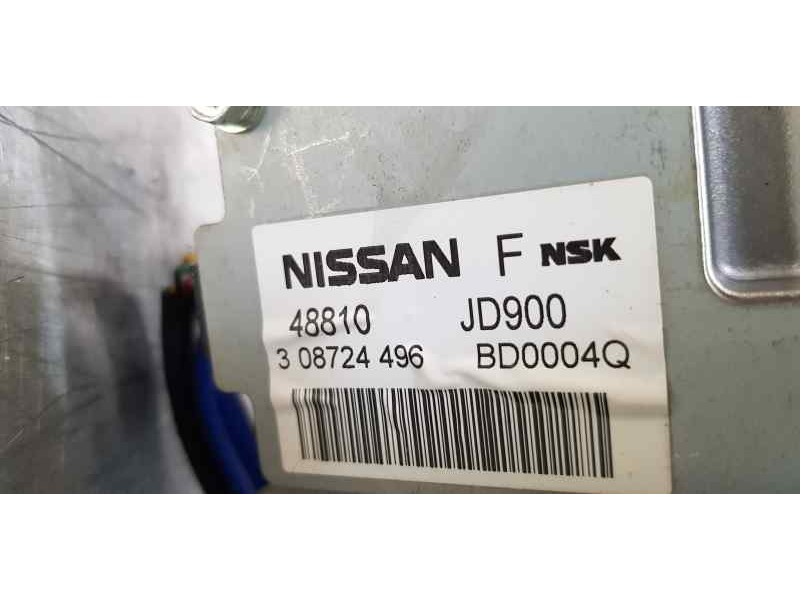 NISSAN F NSK
48810 JD900
3 08724 496 BD0004Q